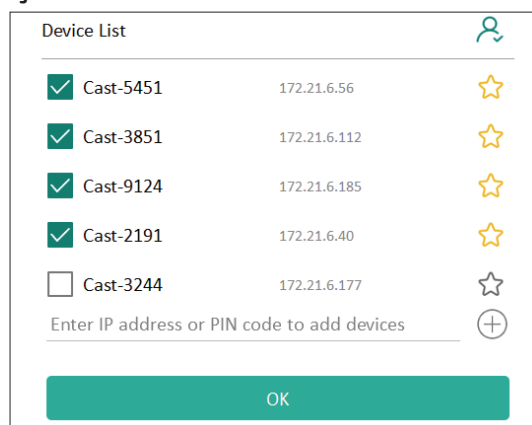 Device List
Cast-5451 172.21.6.56
Cast-3851 172.21.6.112
Cast-9124 172.21.6.185
Cast-2191 172.21.6.40
Cast-3244 172.21.6.177
Enter IP address or PIN code to add devices
OK